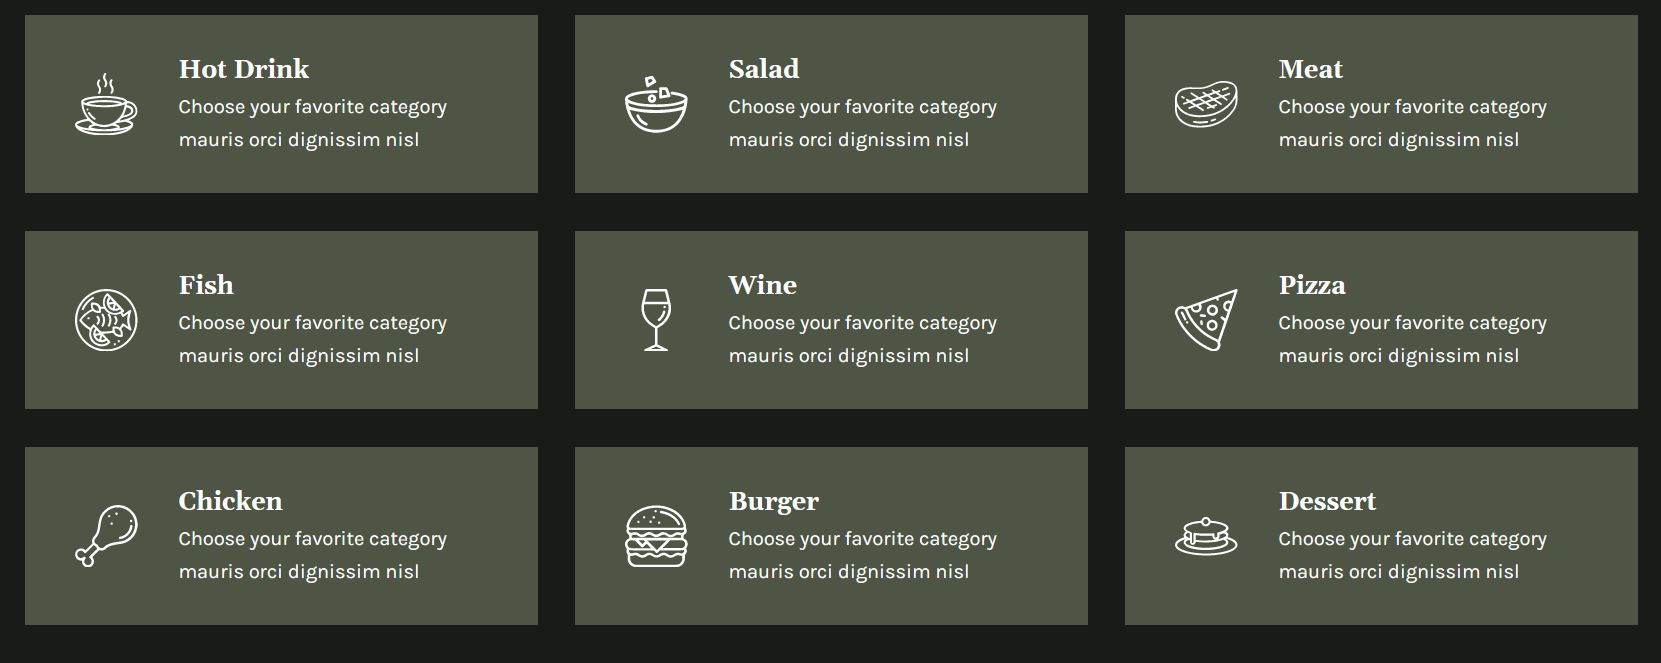 Hot Drink
Choose your favorite category
mauris orci dignissim nisl
Salad
Choose your favorite category
mauris orci dignissim nisl
Meat
Choose your favorite category
mauris orci dignissim nisl
Fish
Choose your favorite category
mauris orci dignissim nisl
Wine
Choose your favorite category
mauris orci dignissim nisl
Pizza
Choose your favorite category
mauris orci dignissim nisl
Chicken
Choose your favorite category
mauris orci dignissim nisl
Burger
Choose your favorite category
mauris orci dignissim nisl
Dessert
Choose your favorite category
mauris orci dignissim nisl